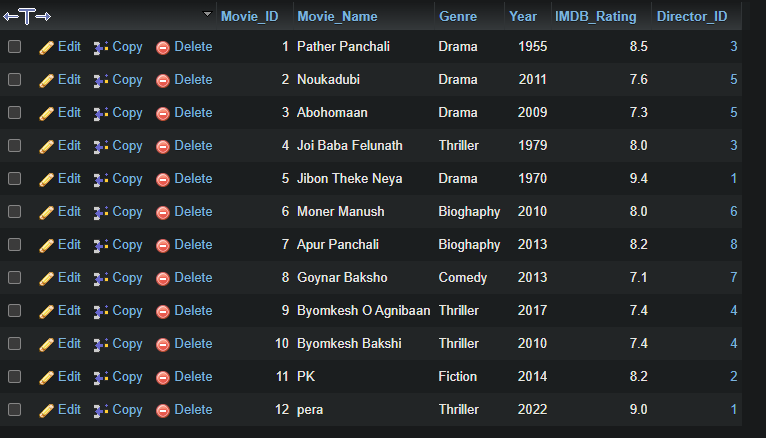 Movie_ID Movie_Name Genre Year IMDB_Rating Director_ID
Edit Copy Delete 1 Pather Panchali Drama 1955 8.5 3
Edit Copy Delete 2 Noukadubi Drama 2011 7.6 5
Edit Copy Delete 3 Abohomaan Drama 2009 7.3 5
Edit Copy Delete 4 Joi Baba Felunath Thriller 1979 8.0 3
Edit Copy Delete 5 Jibon Theke Neya Drama 1970 9.4 1
Edit Copy Delete 6 Moner Manush Bioghaphy 2010 8.0 6
Edit Copy Delete 7 Apur Panchali Bioghaphy 2013 8.2 8
Edit Copy Delete 8 Goynar Baksho Comedy 2013 7.1 7
Edit Copy Delete 9 Byomkesh O Agnibaan Thriller 2017 7.4 4
Edit Copy Delete 10 Byomkesh Bakshi Thriller 2010 7.4 4
Edit Copy Delete 11 PK Fiction 2014 8.2 2
Edit Copy Delete 12 pera Thriller 2022 9.0 1